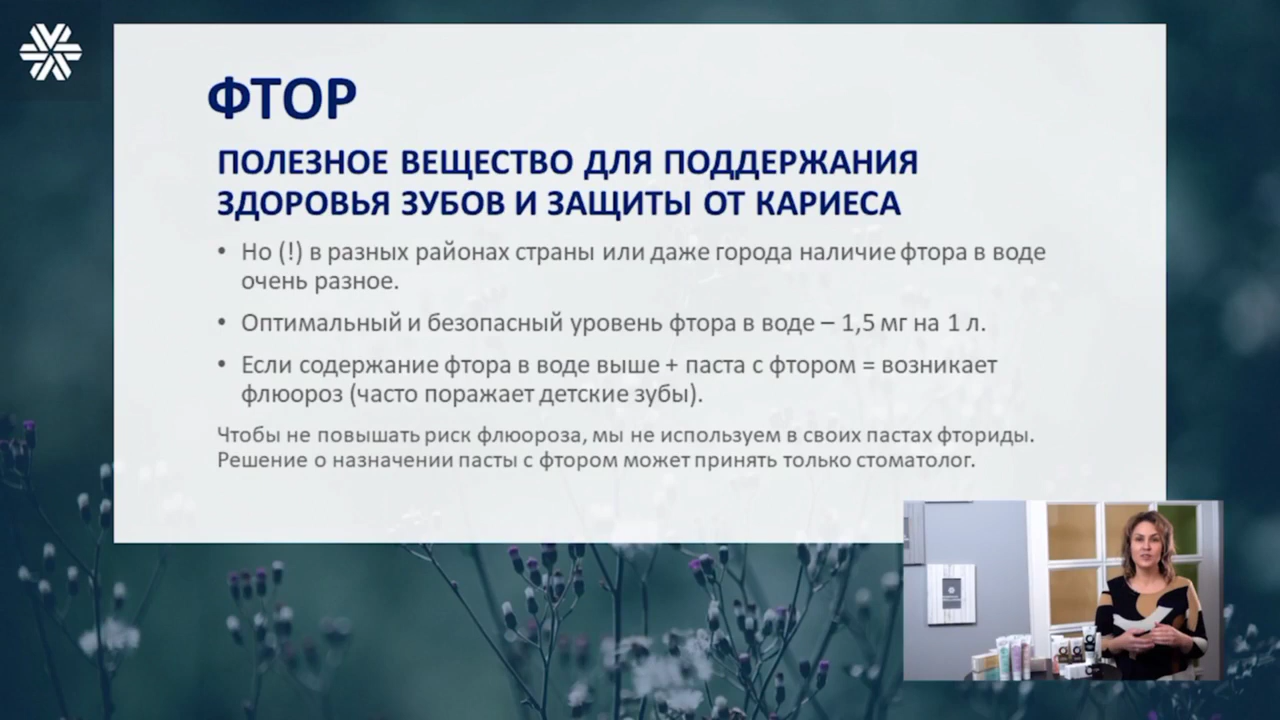 ФТОР
ПОЛЕЗНОЕ ВЕЩЕСТВО ДЛЯ ПОДДЕРЖАНИЯ
ЗДОРОВЬЯ ЗУБОВ И ЗАЩИТЫ ОТ КАРИЕСА
• Но (!) в разных районах страны или даже города наличие фтора в воде
очень разное.
• Оптимальный и безопасный уровень фтора в воде – 1,5 мг на 1 л.
• Если содержание фтора в воде выше + паста с фтором = возникает
флюороз (часто поражает детские зубы).
Чтобы не повышать риск флюороза, мы не используем в своих пастах фториды.
Решение о назначении пасты с фтором может принять только стоматолог.